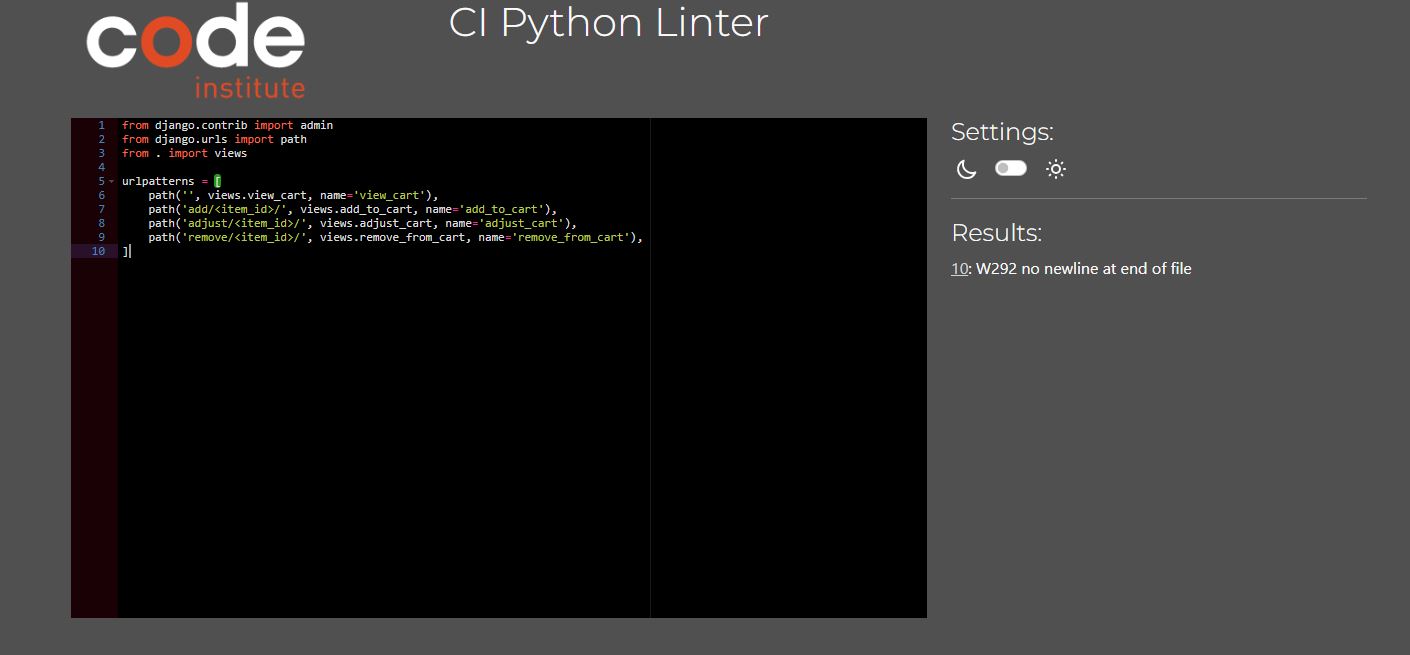 code
institute
CI Python Linter
1 from django.contrib import admin
2 from django.urls import path
3 from . import views
4
5 urlpatterns = [
6     path('', views.view_cart, name='view_cart'),
7     path('add/<item_id>/', views.add_to_cart, name='add_to_cart'),
8     path('adjust/<item_id>/', views.adjust_cart, name='adjust_cart'),
9     path('remove/<item_id>/', views.remove_from_cart, name='remove_from_cart'),
10 ]
Settings:
Results:
10: W292 no newline at end of file